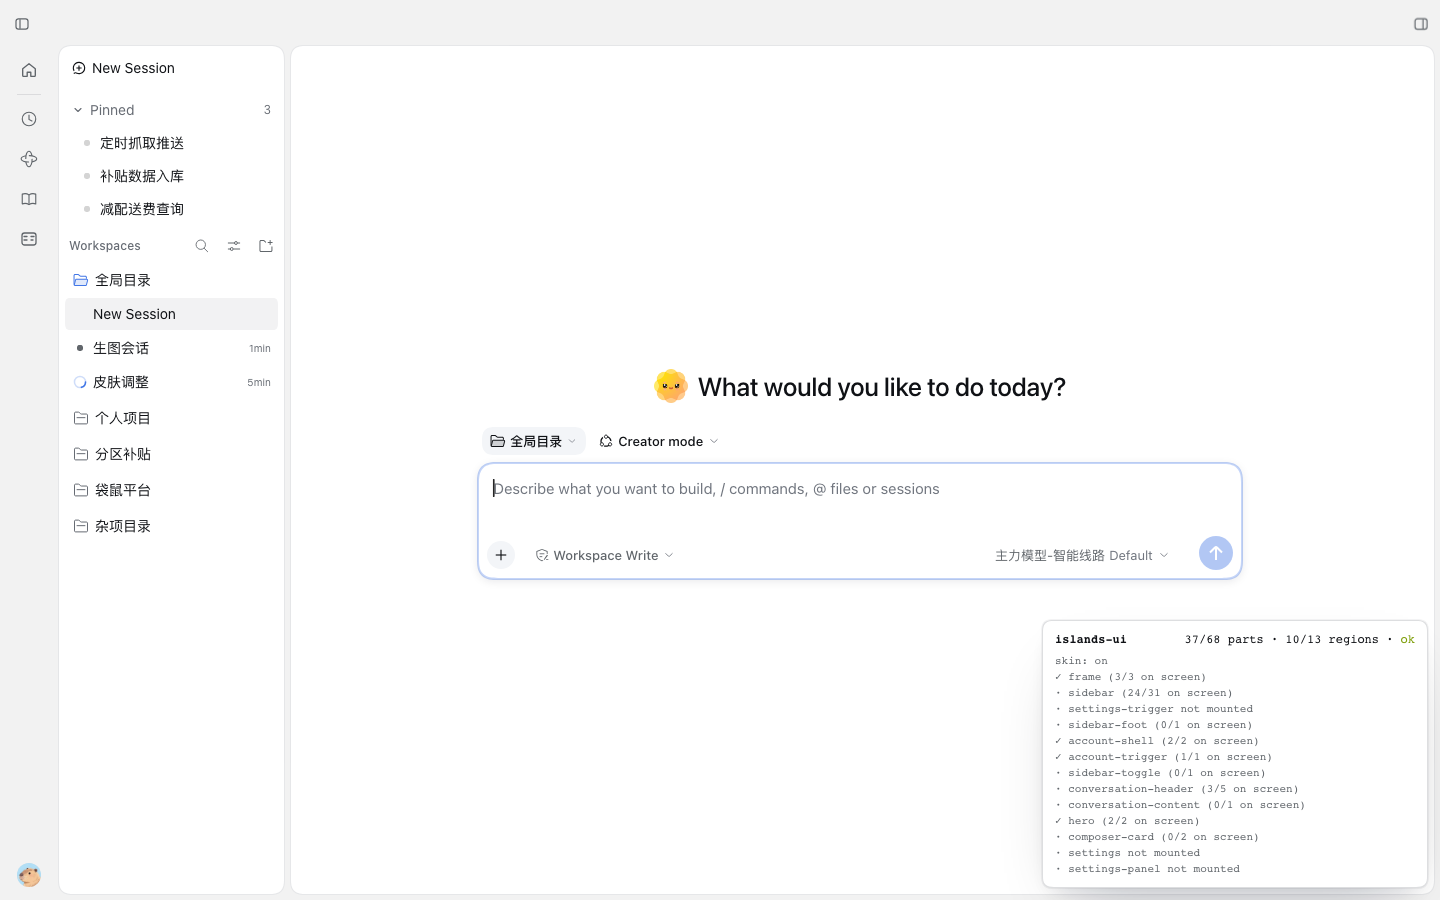 New Session
Pinned 3
定时抓取推送
补贴数据入库
减配送费查询
Workspaces
全局目录
New Session
生图会话 1min
皮肤调整 5min
个人项目
分区补贴
袋鼠平台
杂项目录
What would you like to do today?
全局目录 Creator mode
Describe what you want to build, / commands, @ files or sessions
Workspace Write 主力模型-智能线路 Default
islands-ui 37/68 parts · 10/13 regions · ok
skin: on
✓ frame (3/3 on screen)
· sidebar (24/31 on screen)
· settings-trigger not mounted
· sidebar-foot (0/1 on screen)
✓ account-shell (2/2 on screen)
✓ account-trigger (1/1 on screen)
· sidebar-toggle (0/1 on screen)
· conversation-header (3/5 on screen)
· conversation-content (0/1 on screen)
✓ hero (2/2 on screen)
· composer-card (0/2 on screen)
· settings not mounted
· settings-panel not mounted